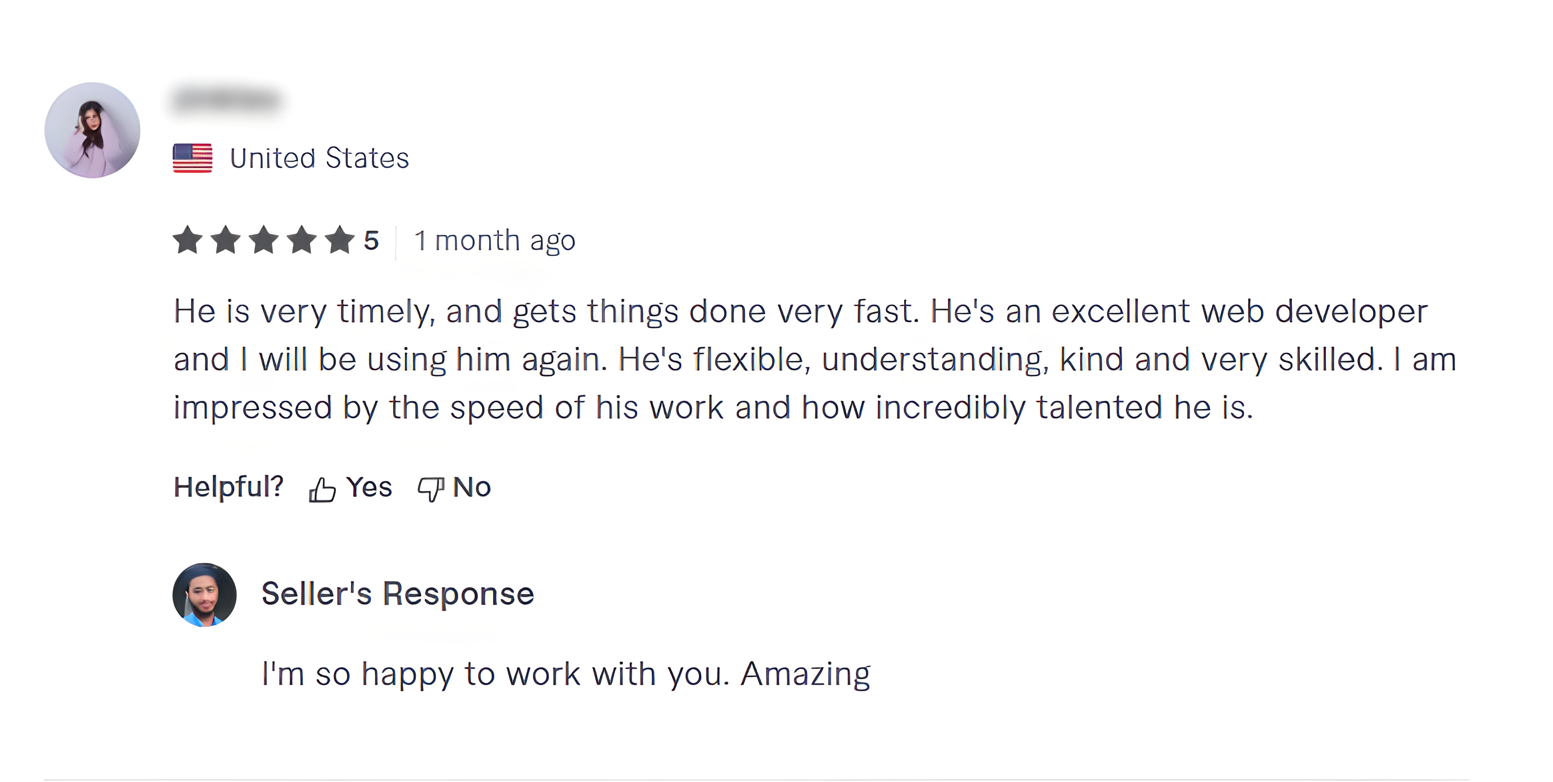 United States
5 1 month ago
He is very timely, and gets things done very fast. He's an excellent web developer
and I will be using him again. He's flexible, understanding, kind and very skilled. I am
impressed by the speed of his work and how incredibly talented he is.
Helpful? Yes No
Seller's Response
I'm so happy to work with you. Amazing